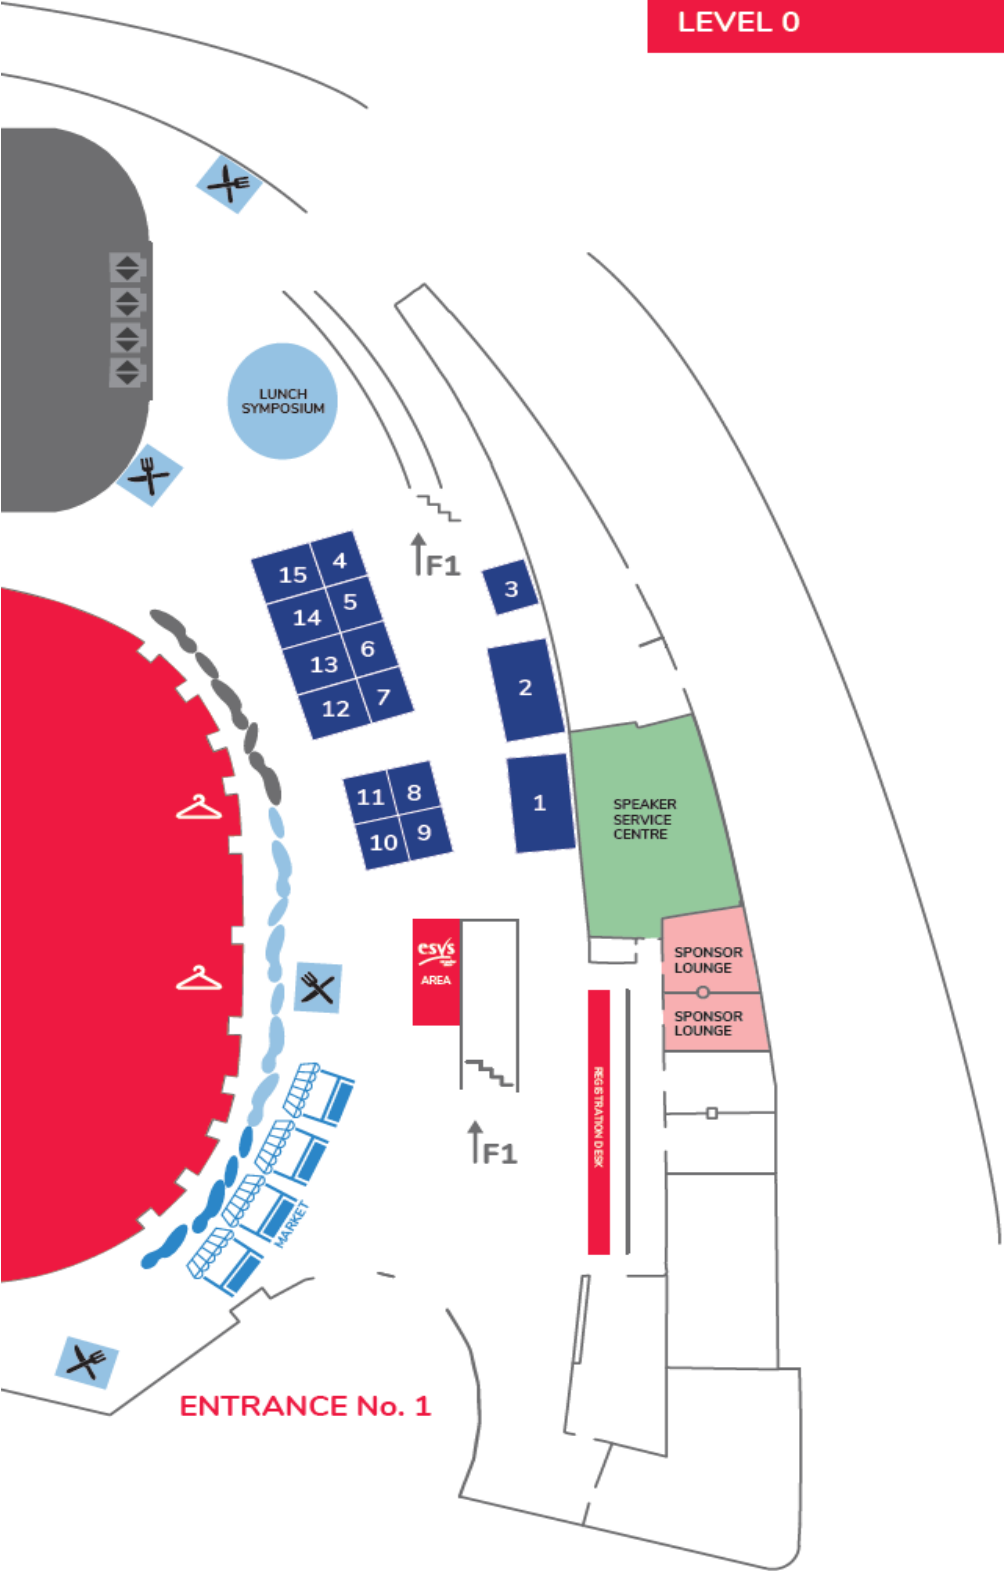 LEVEL 0
LUNCH
SYMPOSIUM
F1
15
4
14
5
13
6
12
7
3
2
1
11
8
10
9
SPEAKER
SERVICE
CENTRE
esvs
AREA
SPONSOR
LOUNGE
SPONSOR
LOUNGE
REGISTRATION DESK
F1
MARKET
ENTRANCE No. 1